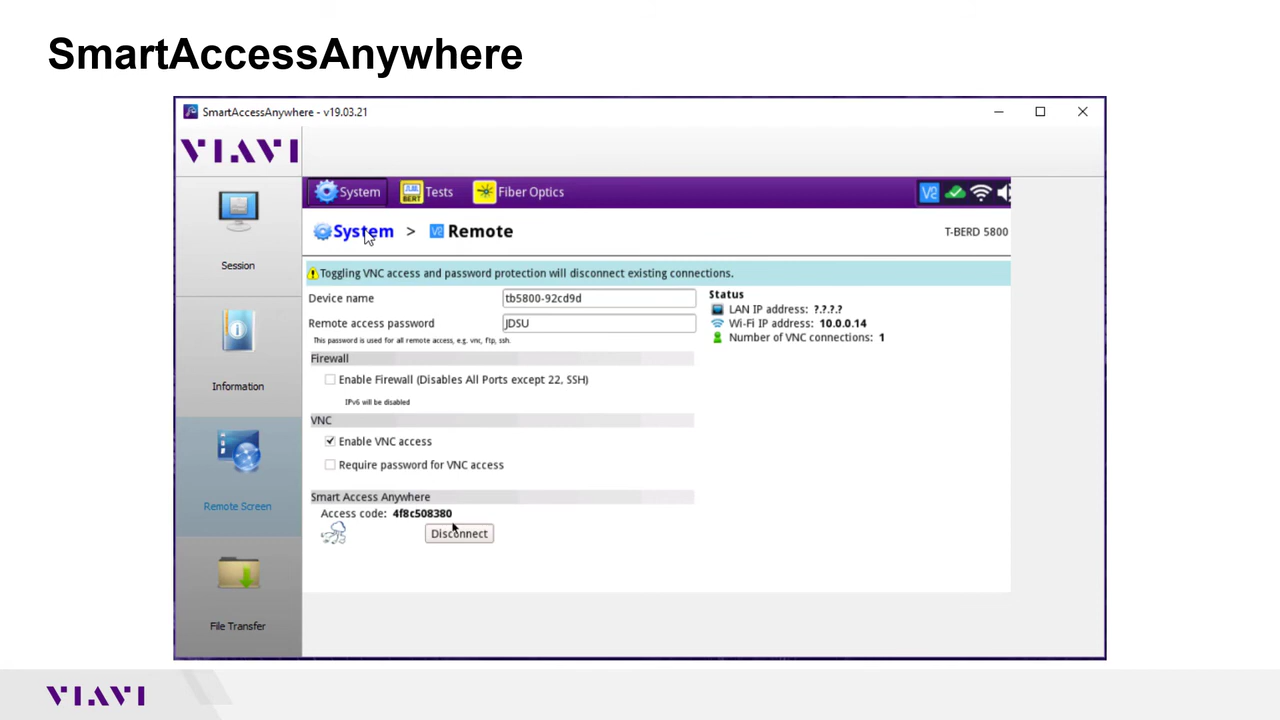 SmartAccessAnywhere
SmartAccessAnywhere - v19.03.21
VIAVI
System
BERT
Tests
Fiber Optics
V2
System > V2 Remote
T-BERD 5800
Toggling VNC access and password protection will disconnect existing connections.
Device name tb5800-92cd9d
Remote access password JDSU
This password is used for all remote access, e.g. vnc, ftp, ssh.
Firewall
Enable Firewall (Disables All Ports except 22, SSH)
IPv6 will be disabled
VNC
Enable VNC access
Require password for VNC access
Smart Access Anywhere
Access code: 4f8c508380
Disconnect
Status
LAN IP address: ?.?.?.?
Wi-Fi IP address: 10.0.0.14
Number of VNC connections: 1
Session
Information
Remote Screen
File Transfer
VIAVI